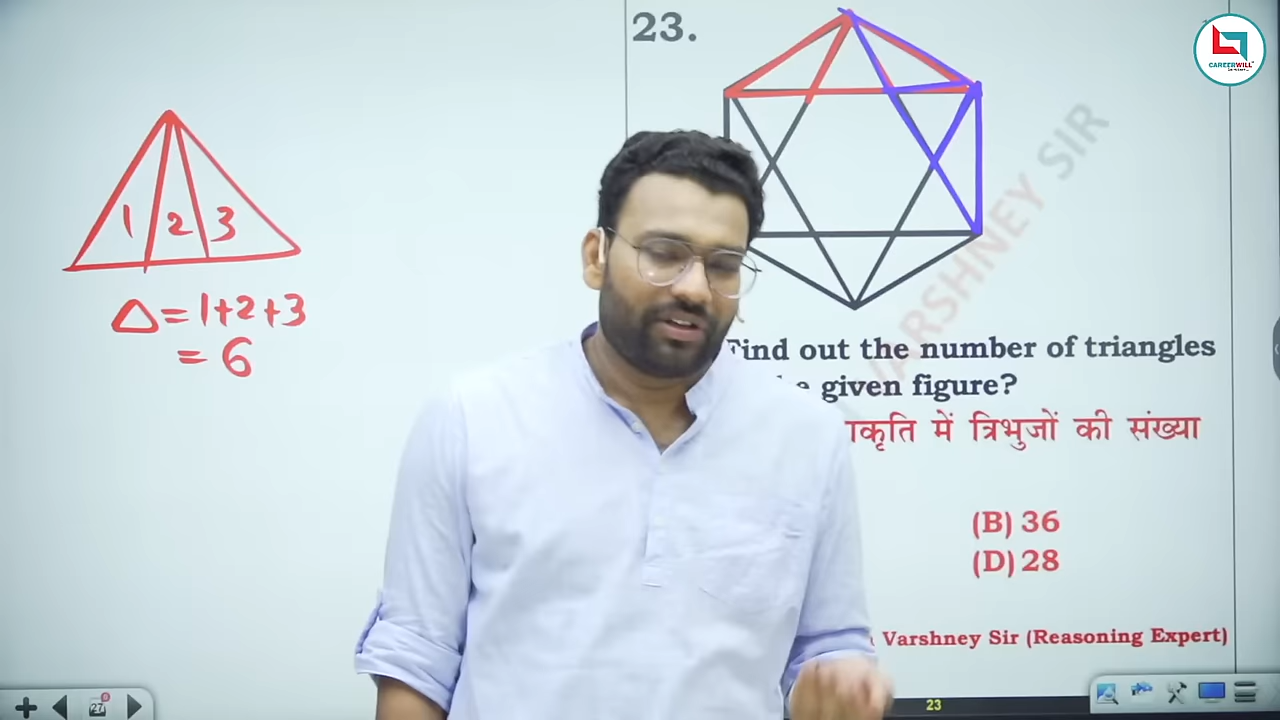 23.
CAREERWILL
1 2 3
Δ = 1+2+3
= 6
VARSHNEY SIR
Find out the number of triangles
given figure?
में त्रिभुजों की संख्या
(B) 36
(D) 28
Varshney Sir (Reasoning Expert)
27
23